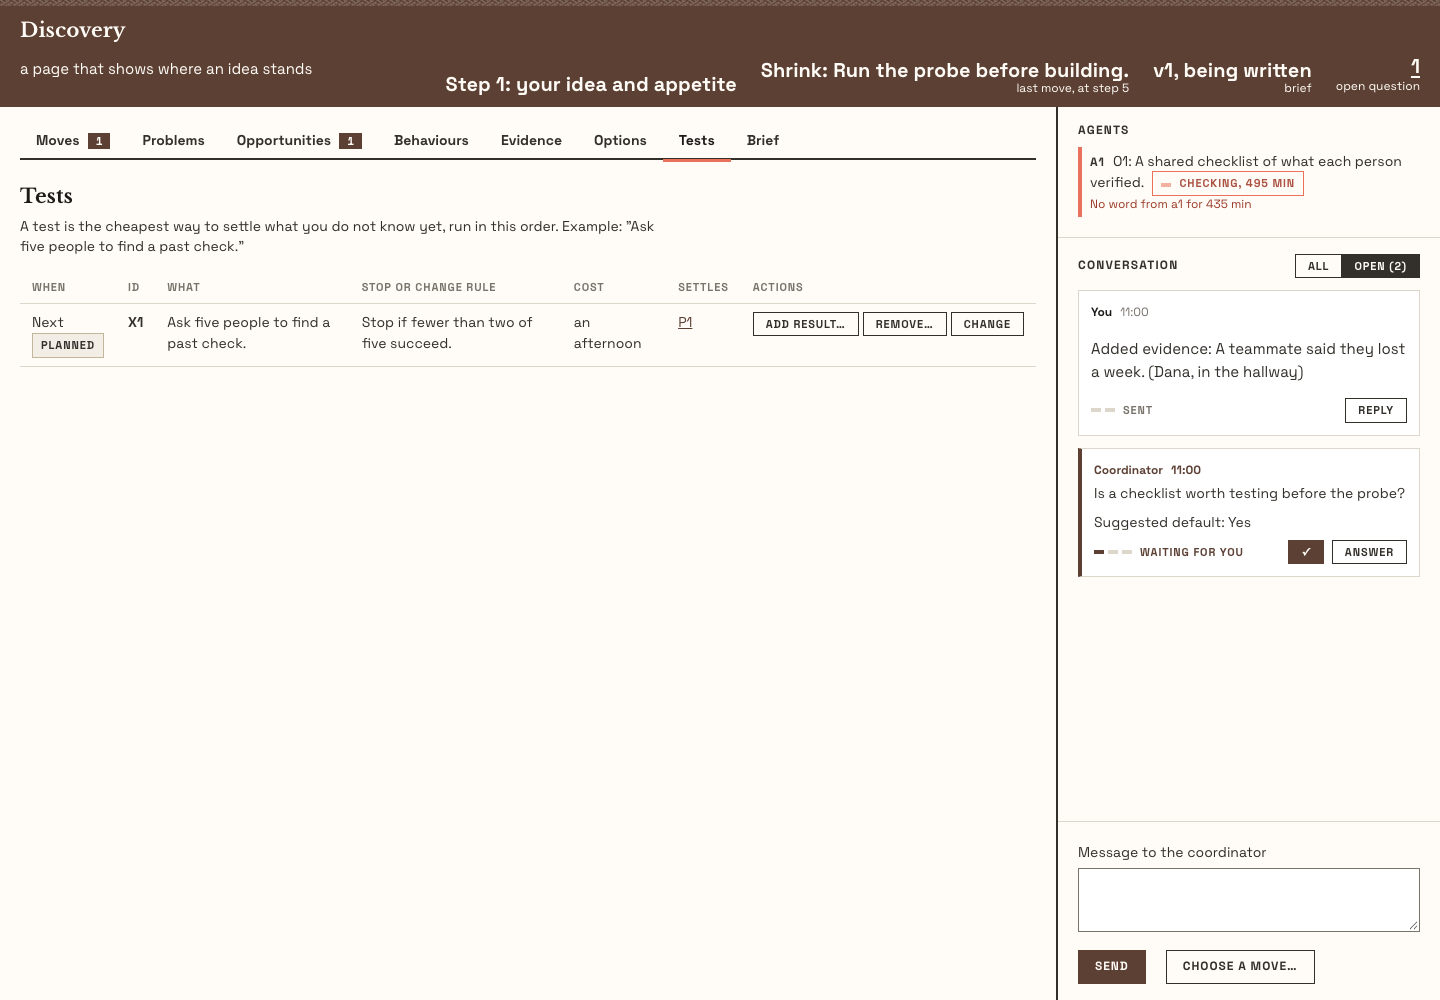 Discovery
a page that shows where an idea stands
Step 1: your idea and appetite
Shrink: Run the probe before building.
last move, at step 5
v1, being written
brief
1
open question
Moves 1
Problems
Opportunities 1
Behaviours
Evidence
Options
Tests
Brief
Tests
A test is the cheapest way to settle what you do not know yet, run in this order. Example: "Ask
five people to find a past check."
WHEN ID WHAT STOP OR CHANGE RULE COST SETTLES ACTIONS
Next
PLANNED
X1
Ask five people to find a
past check.
Stop if fewer than two of
five succeed.
an
afternoon
P1
ADD RESULT…
REMOVE…
CHANGE
AGENTS
A1 O1: A shared checklist of what each person
verified. CHECKING, 495 MIN
No word from a1 for 435 min
CONVERSATION
ALL
OPEN (2)
You 11:00
Added evidence: A teammate said they lost
a week. (Dana, in the hallway)
SENT
REPLY
Coordinator 11:00
Is a checklist worth testing before the probe?
Suggested default: Yes
WAITING FOR YOU
✓
ANSWER
Message to the coordinator
SEND
CHOOSE A MOVE…